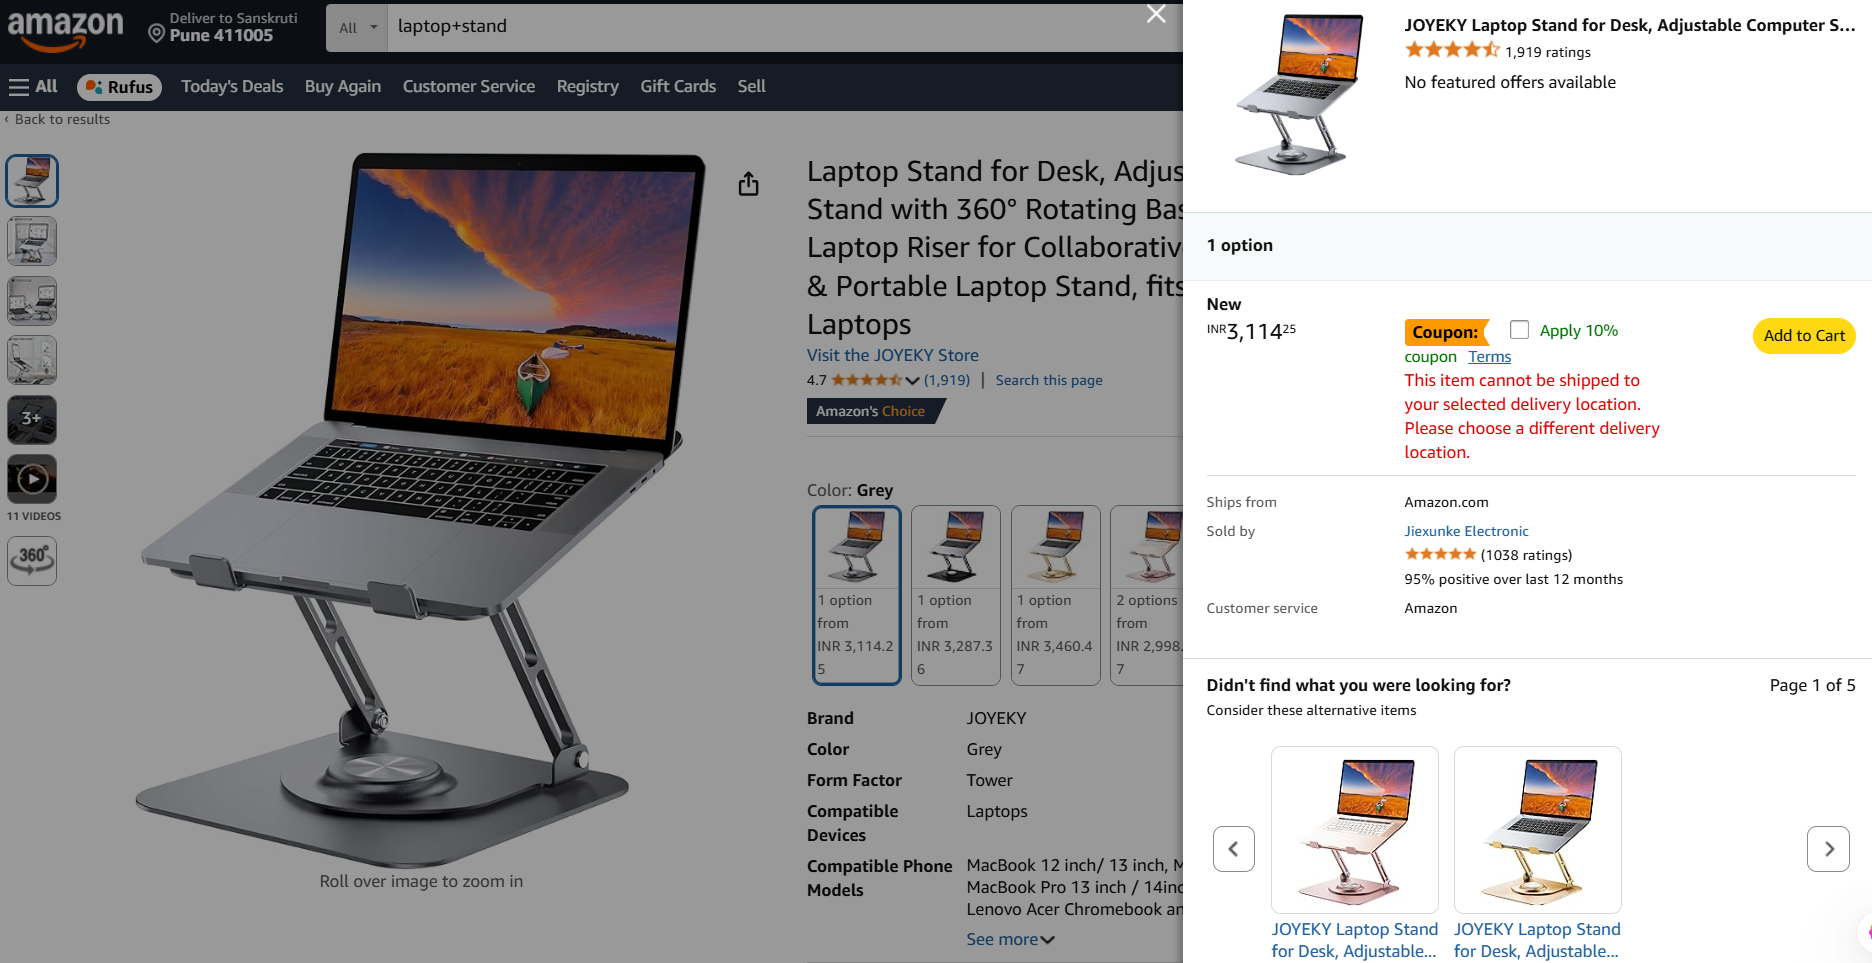 amazon
Deliver to Sanskruti
Pune 411005
All
laptop+stand
All
Rufus
Today's Deals
Buy Again
Customer Service
Registry
Gift Cards
Sell
‹ Back to results
3+
11 VIDEOS
360°
Roll over image to zoom in
Laptop Stand for Desk, Adjus
Stand with 360° Rotating Bas
Laptop Riser for Collaborativ
& Portable Laptop Stand, fits
Laptops
Visit the JOYEKY Store
4.7 (1,919) | Search this page
Amazon's Choice
Color: Grey
1 option
from
INR 3,114.2
5
1 option
from
INR 3,287.3
6
1 option
from
INR 3,460.4
7
2 options
from
INR 2,998.
7
Brand JOYEKY
Color Grey
Form Factor Tower
Compatible Laptops
Devices
Compatible Phone MacBook 12 inch/ 13 inch, M
Models MacBook Pro 13 inch / 14inc
Lenovo Acer Chromebook an
See more
JOYEKY Laptop Stand for Desk, Adjustable Computer S...
1,919 ratings
No featured offers available
1 option
New
INR3,11425
Coupon: Apply 10%
coupon Terms
This item cannot be shipped to
your selected delivery location.
Please choose a different delivery
location.
Add to Cart
Ships from Amazon.com
Sold by Jiexunke Electronic
(1038 ratings)
95% positive over last 12 months
Customer service Amazon
Didn't find what you were looking for? Page 1 of 5
Consider these alternative items
JOYEKY Laptop Stand
for Desk, Adjustable...
JOYEKY Laptop Stand
for Desk, Adjustable...